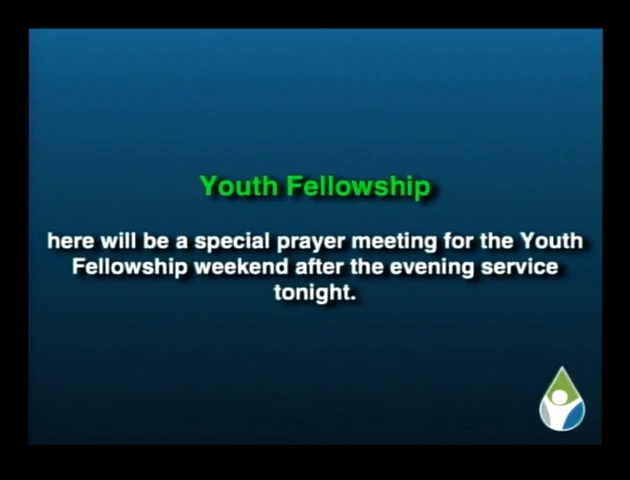 Youth Fellowship
here will be a special prayer meeting for the Youth
Fellowship weekend after the evening service
tonight.